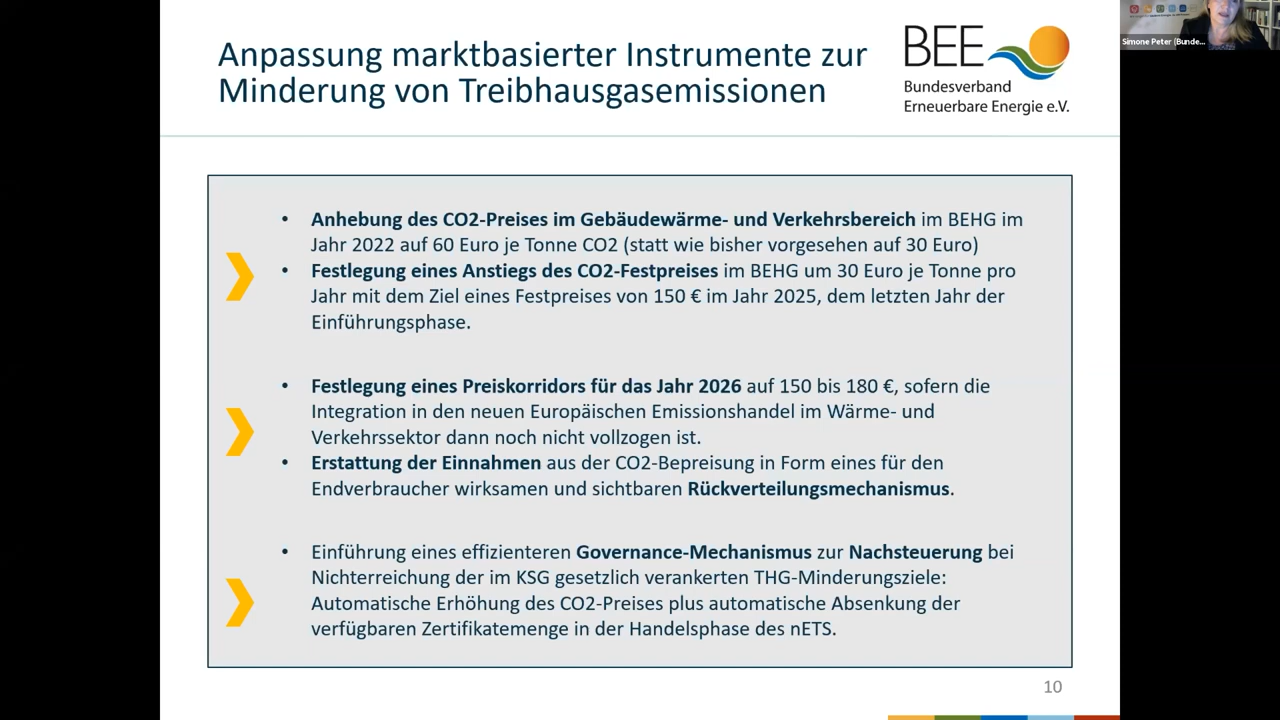 Anpassung marktbasierter Instrumente zur
Minderung von Treibhausgasemissionen
BEE
Bundesverband
Erneuerbare Energie e.V.
Simone Peter (Bunde...
• Anhebung des CO2-Preises im Gebäudewärme- und Verkehrsbereich im BEHG im
Jahr 2022 auf 60 Euro je Tonne CO2 (statt wie bisher vorgesehen auf 30 Euro)
• Festlegung eines Anstiegs des CO2-Festpreises im BEHG um 30 Euro je Tonne pro
Jahr mit dem Ziel eines Festpreises von 150 € im Jahr 2025, dem letzten Jahr der
Einführungsphase.
• Festlegung eines Preiskorridors für das Jahr 2026 auf 150 bis 180 €, sofern die
Integration in den neuen Europäischen Emissionshandel im Wärme- und
Verkehrssektor dann noch nicht vollzogen ist.
• Erstattung der Einnahmen aus der CO2-Bepreisung in Form eines für den
Endverbraucher wirksamen und sichtbaren Rückverteilungsmechanismus.
• Einführung eines effizienteren Governance-Mechanismus zur Nachsteuerung bei
Nichterreichung der im KSG gesetzlich verankerten THG-Minderungsziele:
Automatische Erhöhung des CO2-Preises plus automatische Absenkung der
verfügbaren Zertifikatemenge in der Handelsphase des nETS.
10